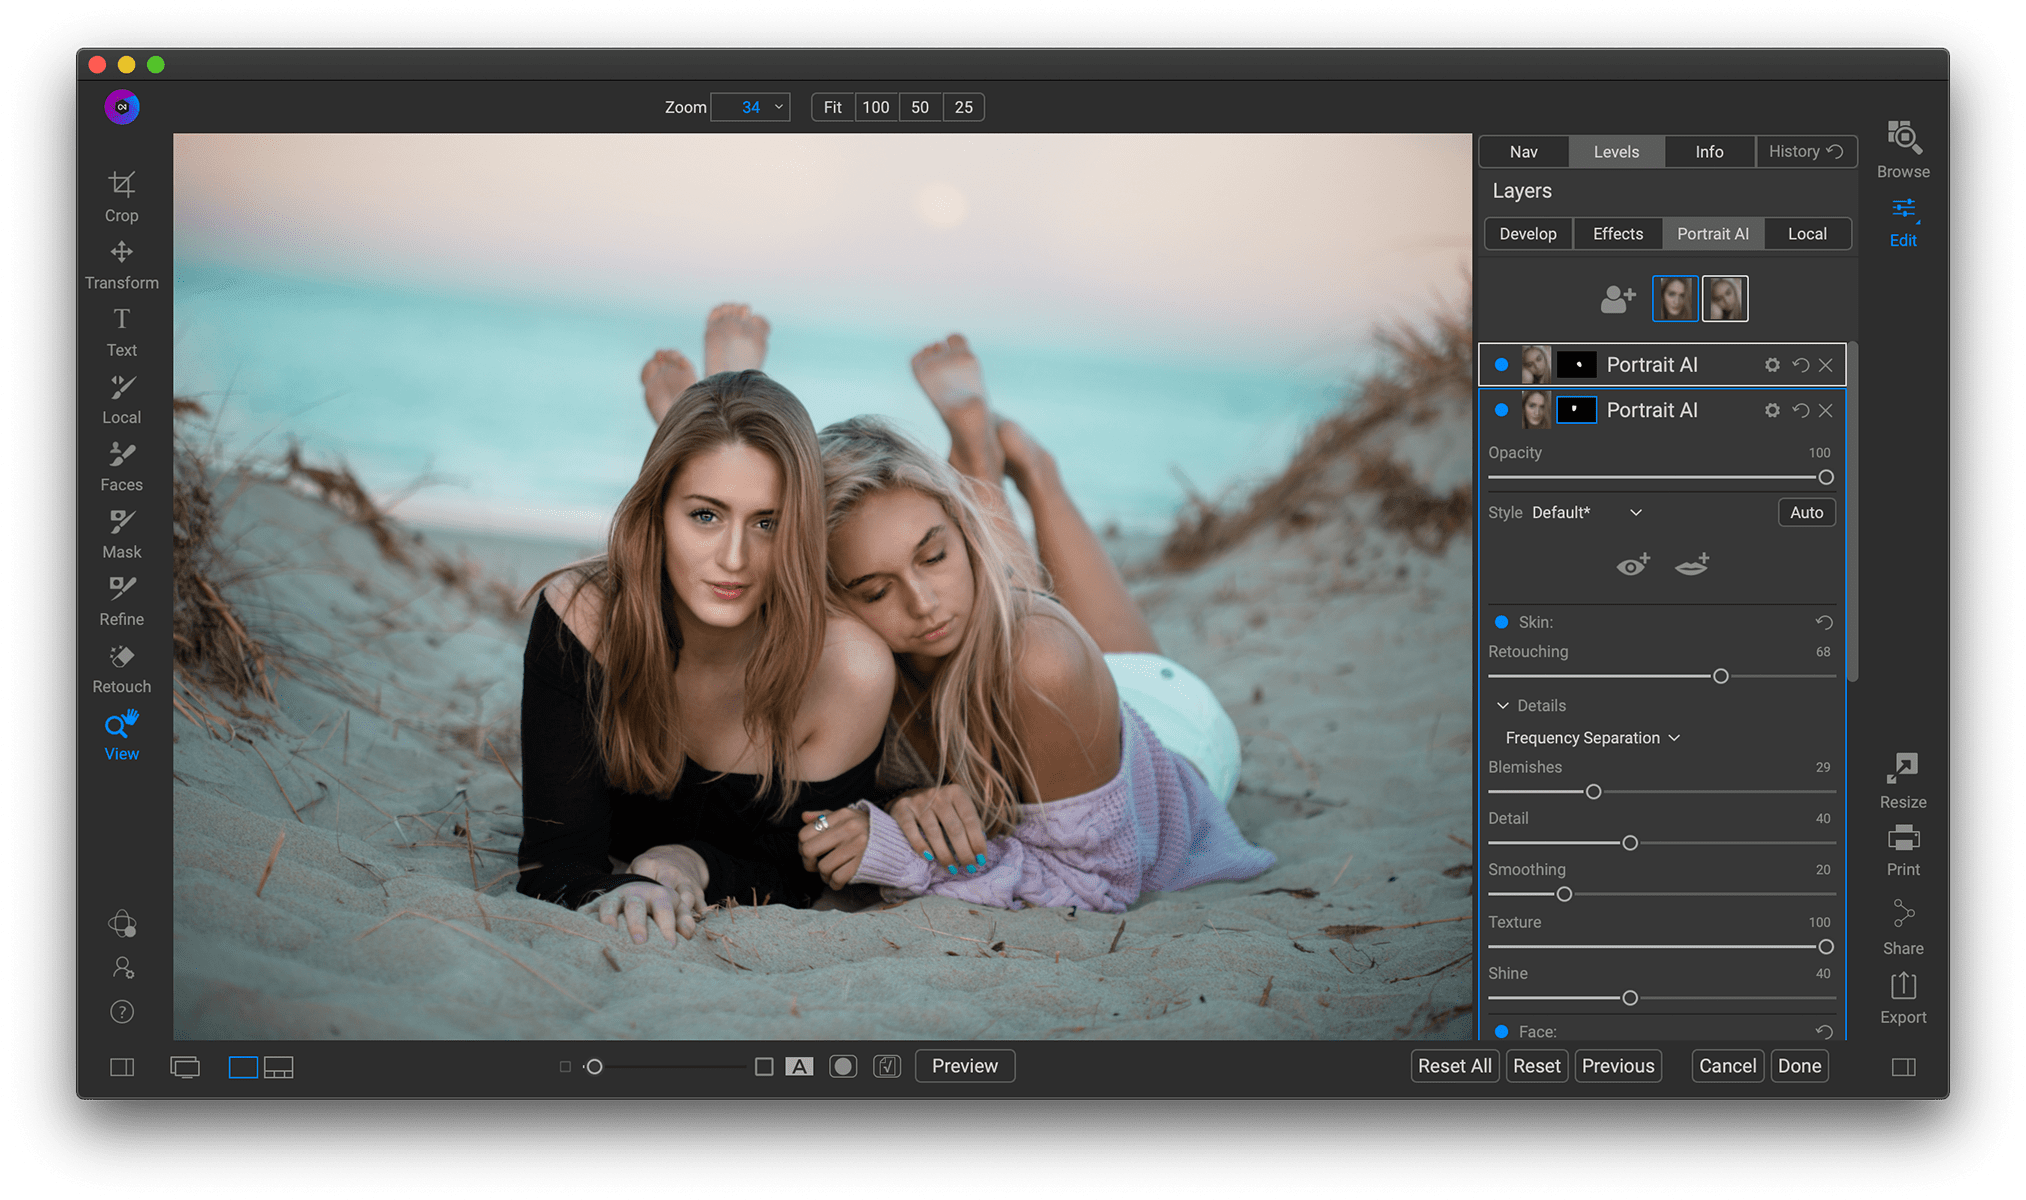 Zoom 34 Fit 100 50 25
Crop
Transform
T
Text
Local
Faces
Mask
Refine
Retouch
View
?
Nav Levels Info History
Layers
Develop Effects Portrait AI Local
Portrait AI
Portrait AI
Opacity 100
Style Default* Auto
Skin:
Retouching 68
Details
Frequency Separation
Blemishes 29
Detail 40
Smoothing 20
Texture 100
Shine 40
Face:
Browse
Edit
Resize
Print
Share
Export
A Preview Reset All Reset Previous Cancel Done